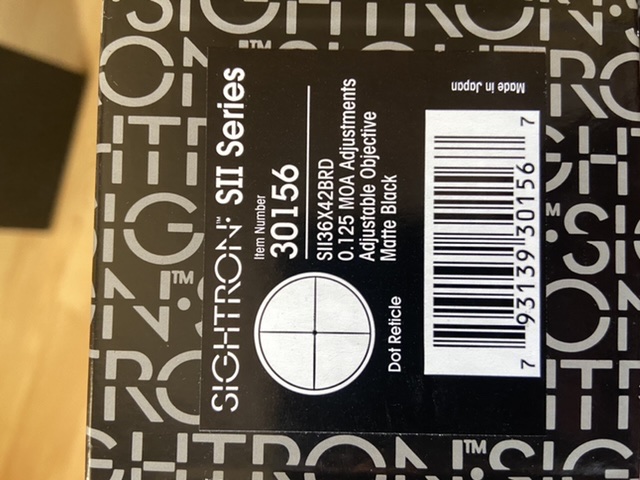 SIGHTRON™ SII Series
Item Number
30156
SII36X42BRD
0.125 MOA Adjustments
Adjustable Objective
Matte Black
Dot Reticle
Made in Japan
7 93139 30156 7